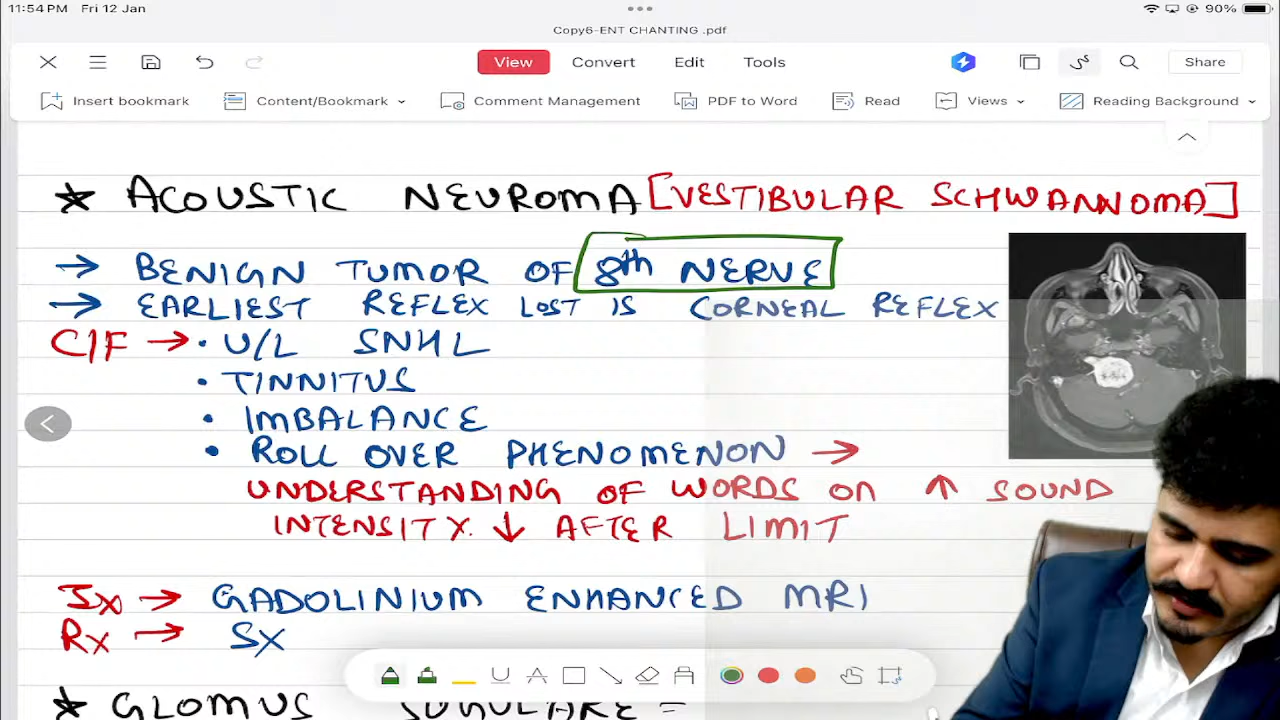 11:54 PM Fri 12 Jan 90%
Copy6-ENT CHANTING .pdf
View Convert Edit Tools Share
Insert bookmark Content/Bookmark Comment Management PDF to Word Read Views Reading Background
★ ACOUSTIC NEUROMA [VESTIBULAR SCHWANNOMA]
→ BENIGN TUMOR OF 8th NERVE
→ EARLIEST REFLEX LOST IS CORNEAL REFLEX
C/F → • U/L SNHL
• TINNITUS
• IMBALANCE
• ROLL OVER PHENOMENON →
UNDERSTANDING OF WORDS ON ↑ SOUND
INTENSITY. ↓ AFTER LIMIT
Ix → GADOLINIUM ENHANCED MRI
Rx → Sx
★ GLOMUS JUGULARE =